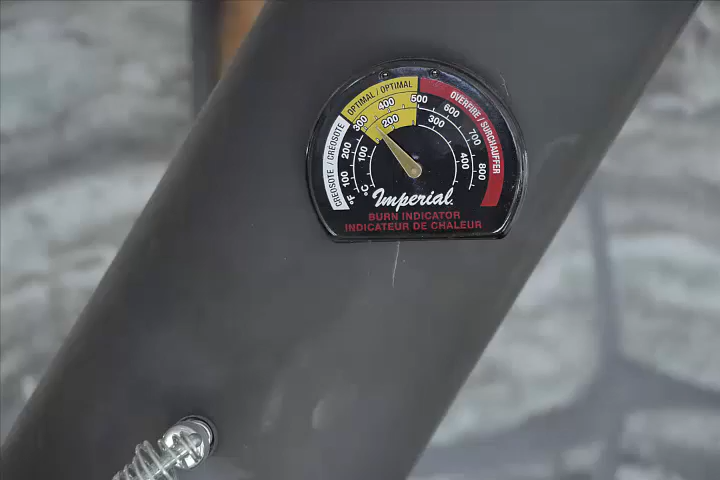 OPTIMAL / OPTIMAL
CREOSOTE / CREOSOTE
OVERFIRE / SURCHAUFFER
100 200 300 400 500 600 700 800
°F
100 200 300 400
°C
Imperial
BURN INDICATOR
INDICATEUR DE CHALEUR